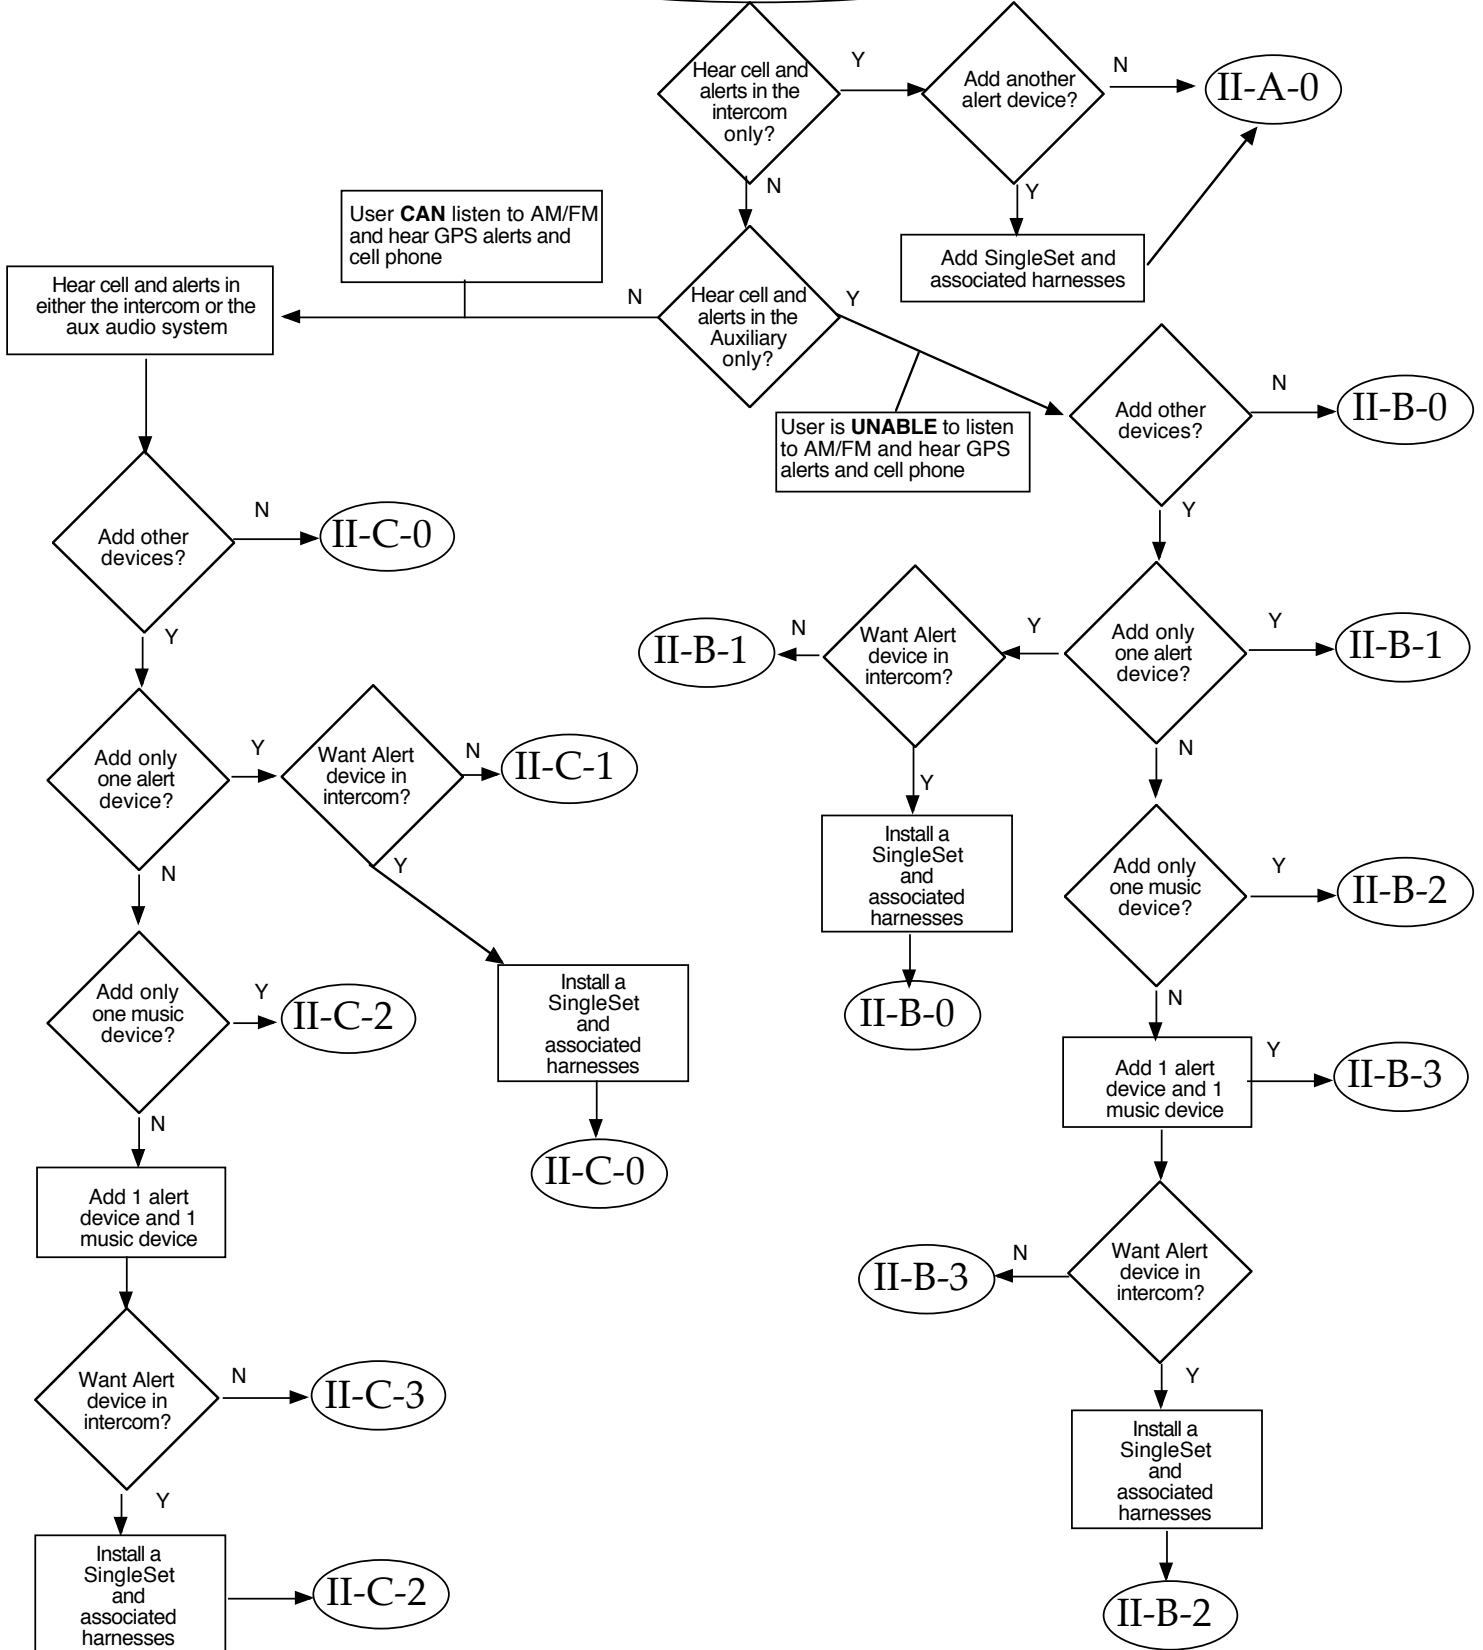 Hear cell and
alerts in the
intercom
only?
Y
Add another
alert device?
N
II-A-0
N
Y
Add SingleSet and
associated harnesses
User CAN listen to AM/FM
and hear GPS alerts and
cell phone
Hear cell and alerts in
either the intercom or the
aux audio system
N
Hear cell and
alerts in the
Auxiliary
only?
Y
User is UNABLE to listen
to AM/FM and hear GPS
alerts and cell phone
Add other
devices?
N
II-B-0
Y
Add other
devices?
N
II-C-0
Y
II-B-1
N
Want Alert
device in
intercom?
Y
Add only
one alert
device?
Y
II-B-1
N
Y
Install a
SingleSet
and
associated
harnesses
II-B-0
Add only
one alert
device?
Y
Want Alert
device in
intercom?
N
II-C-1
Y
N
Install a
SingleSet
and
associated
harnesses
II-C-0
Add only
one music
device?
Y
II-B-2
N
Add only
one music
device?
Y
II-C-2
N
Add 1 alert
device and 1
music device
Y
II-B-3
Add 1 alert
device and 1
music device
Want Alert
device in
intercom?
N
II-B-3
Y
Want Alert
device in
intercom?
N
II-C-3
Y
Install a
SingleSet
and
associated
harnesses
II-B-2
Install a
SingleSet
and
associated
harnesses
II-C-2